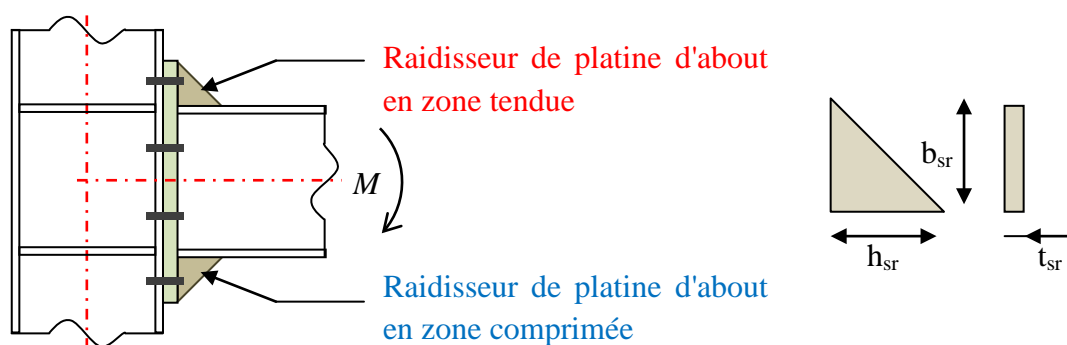 Raidisseur de platine d'about
en zone tendue
M
b_sr
h_sr
t_sr
Raidisseur de platine d'about
en zone comprimée